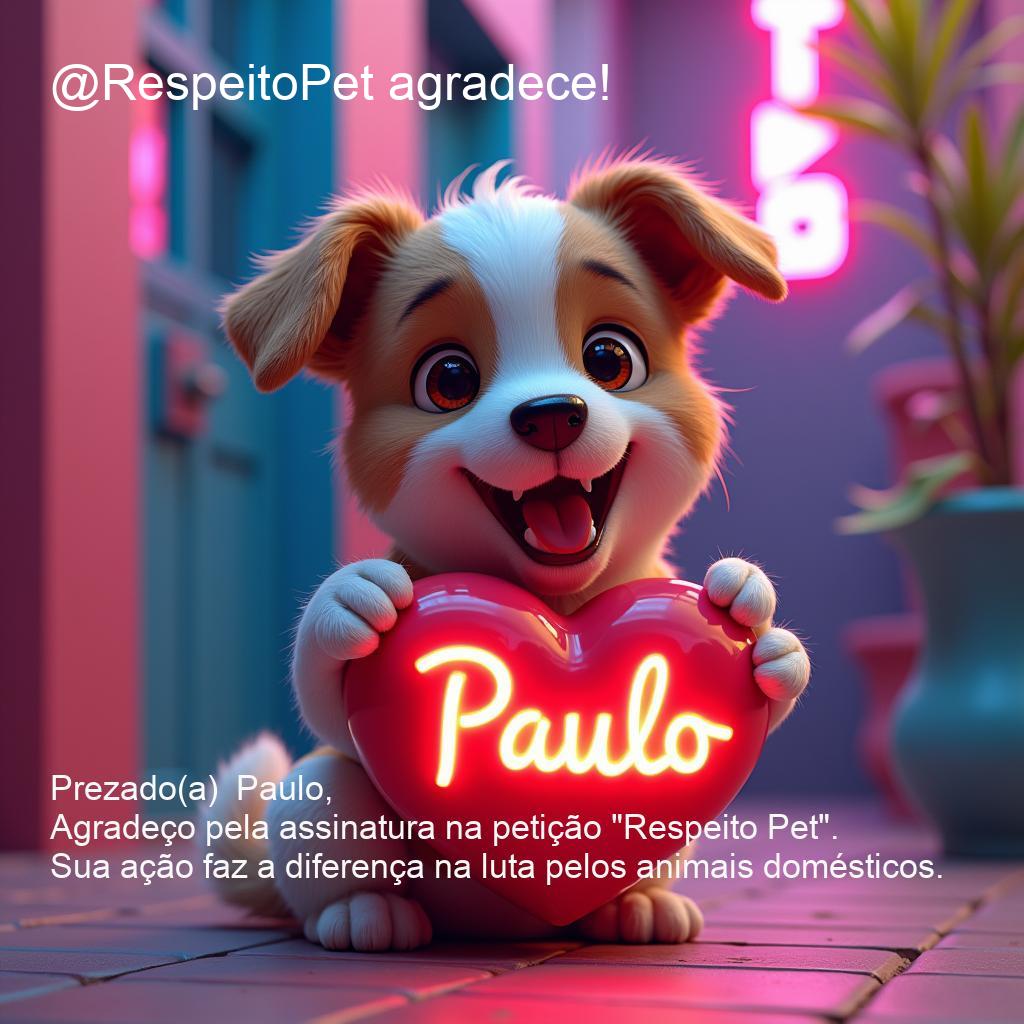 @RespeitoPet agradece!
Paulo
Prezado(a)  Paulo,
Agradeço pela assinatura na petição "Respeito Pet".
Sua ação faz a diferença na luta pelos animais domésticos.